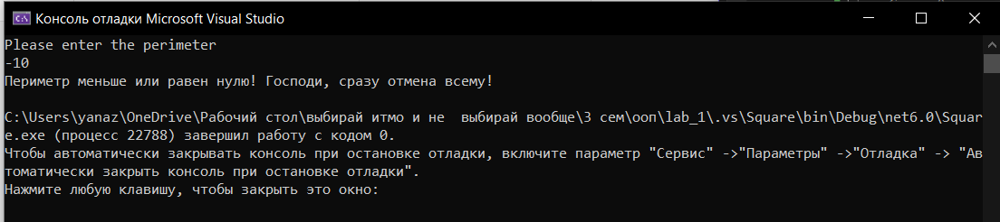 Консоль отладки Microsoft Visual Studio
Please enter the perimeter
-10
Периметр меньше или равен нулю! Господи, сразу отмена всему!
C:\Users\yanaz\OneDrive\Рабочий стол\выбирай итмо и не  выбирай вообще\3 сем\ооп\lab_1\.vs\Square\bin\Debug\net6.0\Squar
e.exe (процесс 22788) завершил работу с кодом 0.
Чтобы автоматически закрывать консоль при остановке отладки, включите параметр "Сервис" ->"Параметры" ->"Отладка" -> "Ав
томатически закрыть консоль при остановке отладки".
Нажмите любую клавишу, чтобы закрыть это окно: